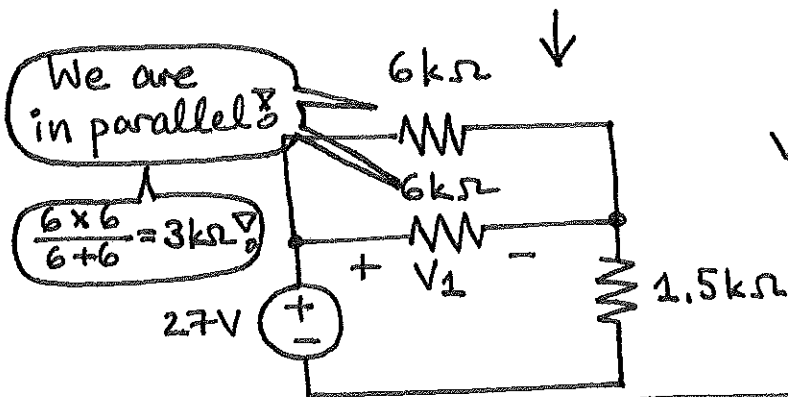 We are
in parallel!
6kΩ
6kΩ
6 x 6
6 + 6
= 3kΩ!
+ V1 -
27V
+
-
1.5kΩ